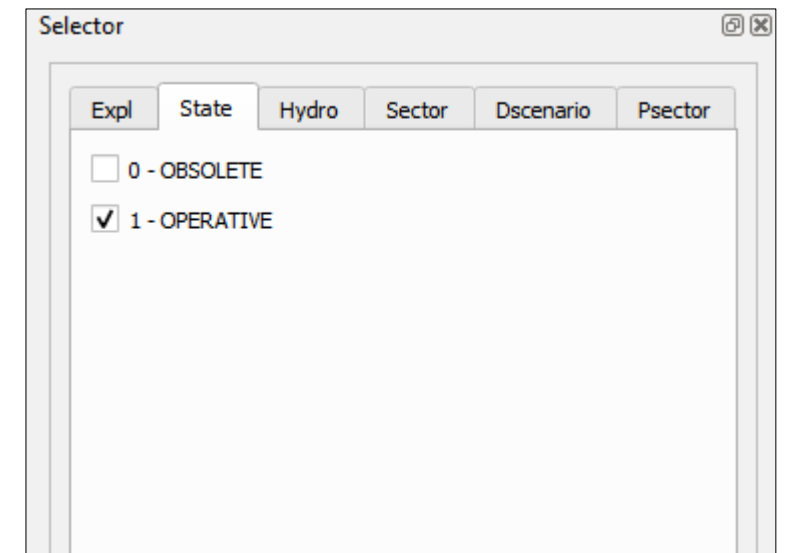 Selector
Expl State Hydro Sector Dscenario Psector
0 - OBSOLETE
1 - OPERATIVE